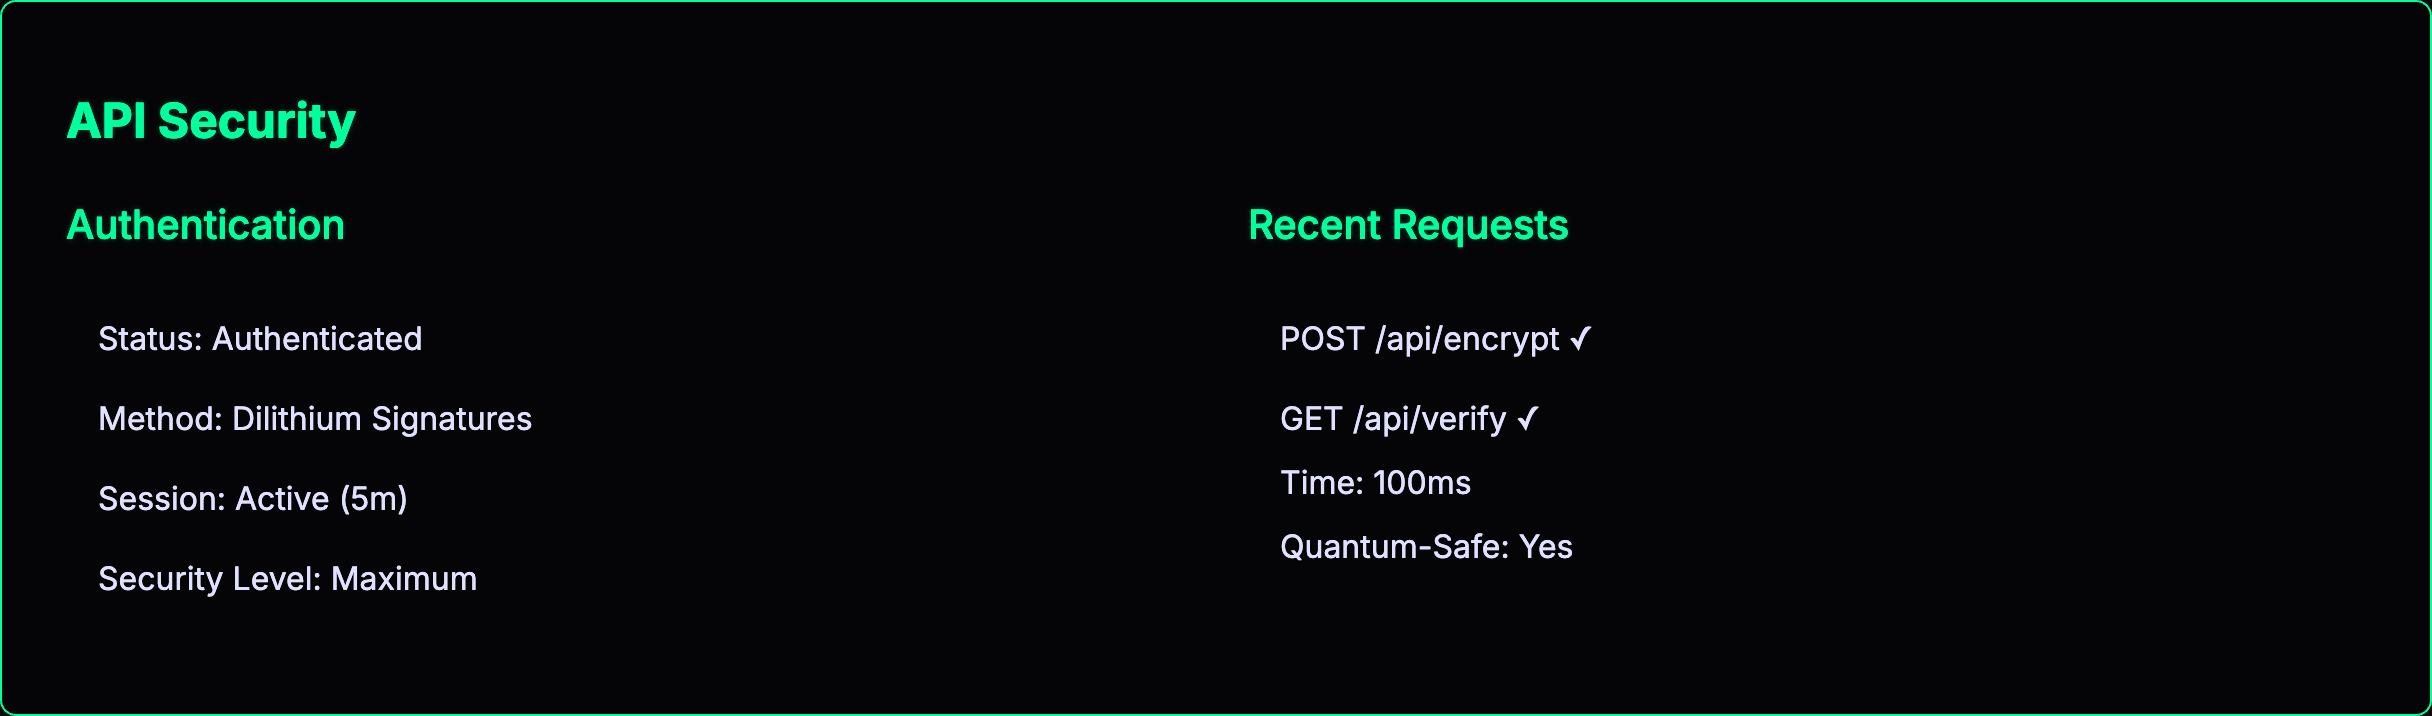 API Security
Authentication
Status: Authenticated
Method: Dilithium Signatures
Session: Active (5m)
Security Level: Maximum
Recent Requests
POST /api/encrypt ✓
GET /api/verify ✓
Time: 100ms
Quantum-Safe: Yes